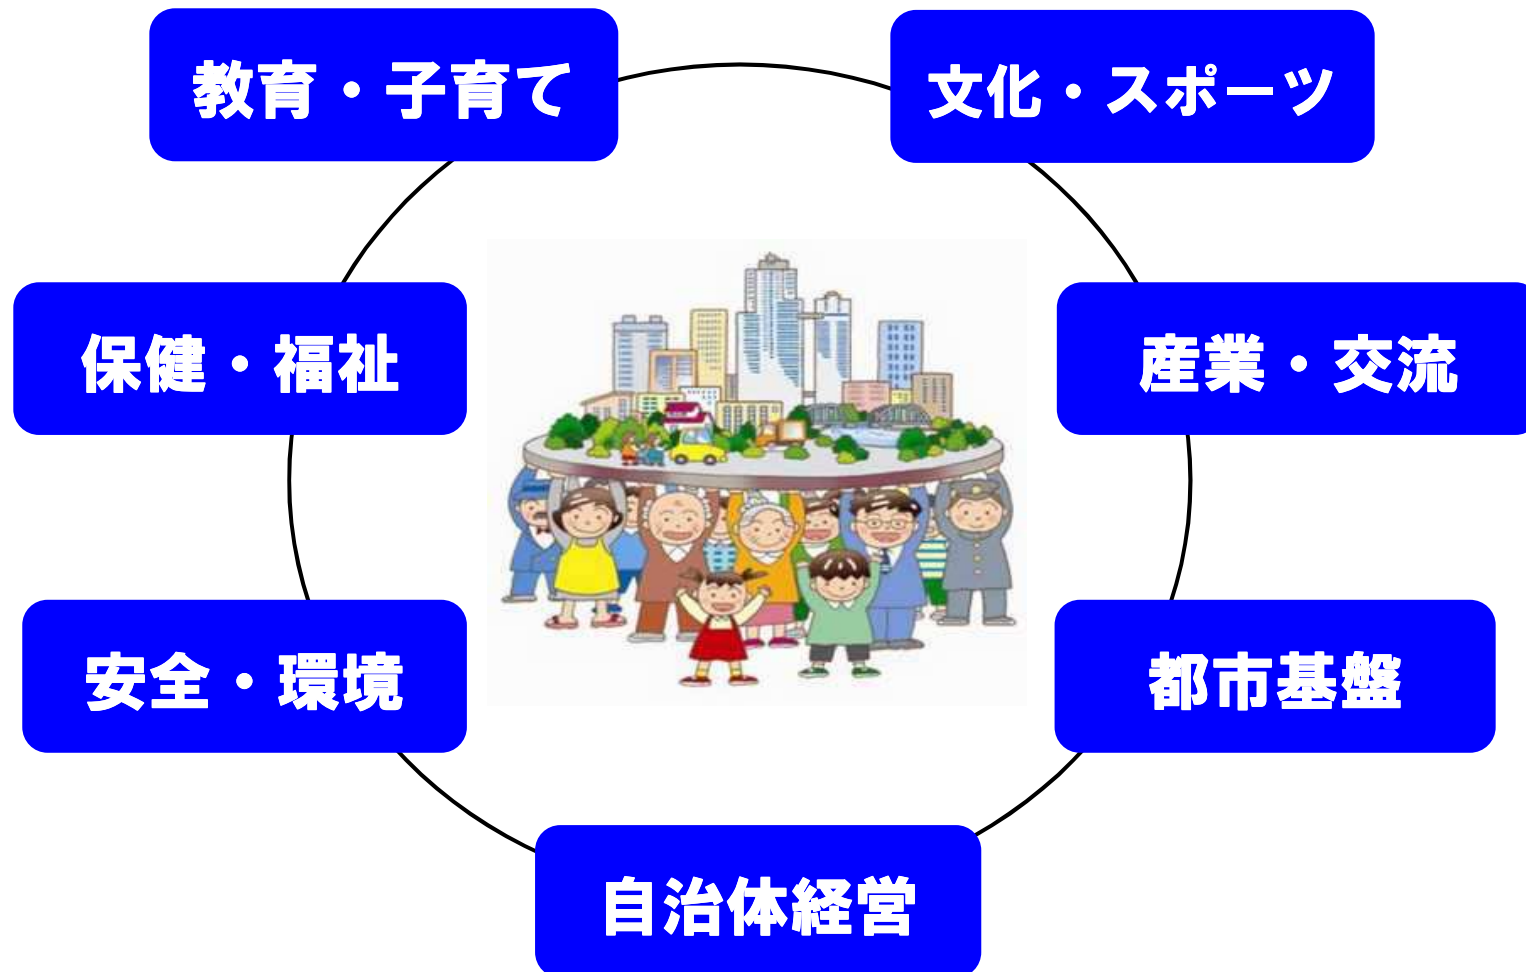 教育・子育て
文化・スポーツ
保健・福祉
産業・交流
安全・環境
都市基盤
自治体経営